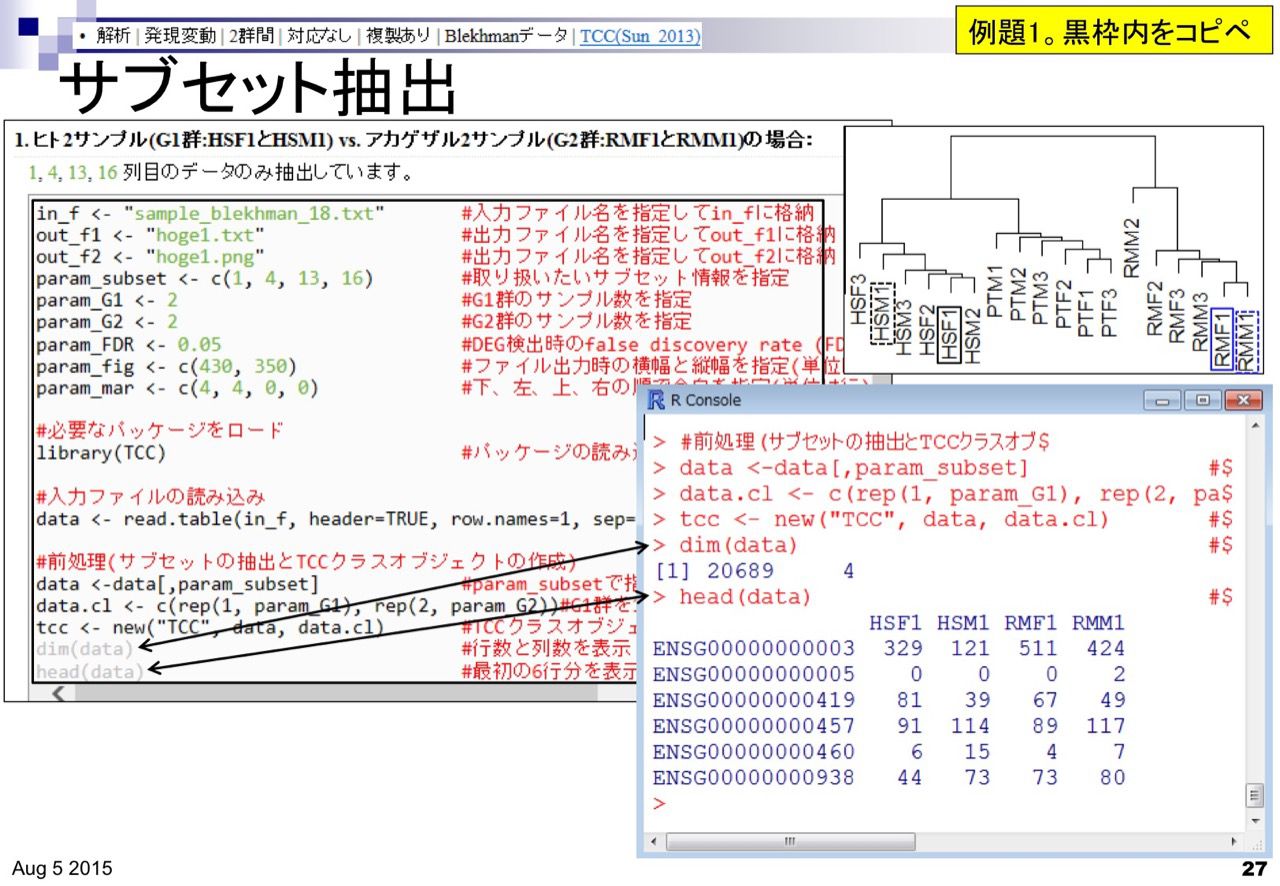 • 解析 | 発現変動 | 2群間 | 対応なし | 複製あり | Blekhmanデータ | TCC(Sun_2013)
例題1。黒枠内をコピペ
サブセット抽出
1. ヒト2サンプル(G1群:HSF1とHSM1) vs. アカゲザル2サンプル(G2群:RMF1とRMM1)の場合:
1, 4, 13, 16 列目のデータのみ抽出しています。
in_f <- "sample_blekhman_18.txt" #入力ファイル名を指定してin_fに格納
out_f1 <- "hoge1.txt" #出力ファイル名を指定してout_f1に格納
out_f2 <- "hoge1.png" #出力ファイル名を指定してout_f2に格納
param_subset <- c(1, 4, 13, 16) #取り扱いたいサブセット情報を指定
param_G1 <- 2 #G1群のサンプル数を指定
param_G2 <- 2 #G2群のサンプル数を指定
param_FDR <- 0.05 #DEG検出時のfalse discovery rate (FD
param_fig <- c(430, 350) #ファイル出力時の横幅と縦幅を指定(単位
param_mar <- c(4, 4, 0, 0) #下、左、上、右の順で余白を指定(単位は行)
#必要なパッケージをロード
library(TCC) #パッケージの読み
#入力ファイルの読み込み
data <- read.table(in_f, header=TRUE, row.names=1, sep=
#前処理(サブセットの抽出とTCCクラスオブジェクトの作成)
data <-data[,param_subset] #param_subsetで指
data.cl <- c(rep(1, param_G1), rep(2, param_G2))#G1群を
tcc <- new("TCC", data, data.cl) #TCCクラスオブジェ
dim(data) #行数と列数を表示
head(data) #最初の6行分を表示
HSF3
HSM1
HSM3
HSF2
HSF1
HSM2
PTM1
PTM2
PTM3
PTF2
PTF1
PTF3
RMM2
RMF2
RMF3
RMM3
RMF1
RMM1
R Console
> #前処理(サブセットの抽出とTCCクラスオブ$
> data <-data[,param_subset] #$
> data.cl <- c(rep(1, param_G1), rep(2, pa$
> tcc <- new("TCC", data, data.cl) #$
> dim(data) #$
[1] 20689 4
> head(data) #$
HSF1 HSM1 RMF1 RMM1
ENSG00000000003 329 121 511 424
ENSG00000000005 0 0 0 2
ENSG00000000419 81 39 67 49
ENSG00000000457 91 114 89 117
ENSG00000000460 6 15 4 7
ENSG00000000938 44 73 73 80
>
Aug 5 2015
27